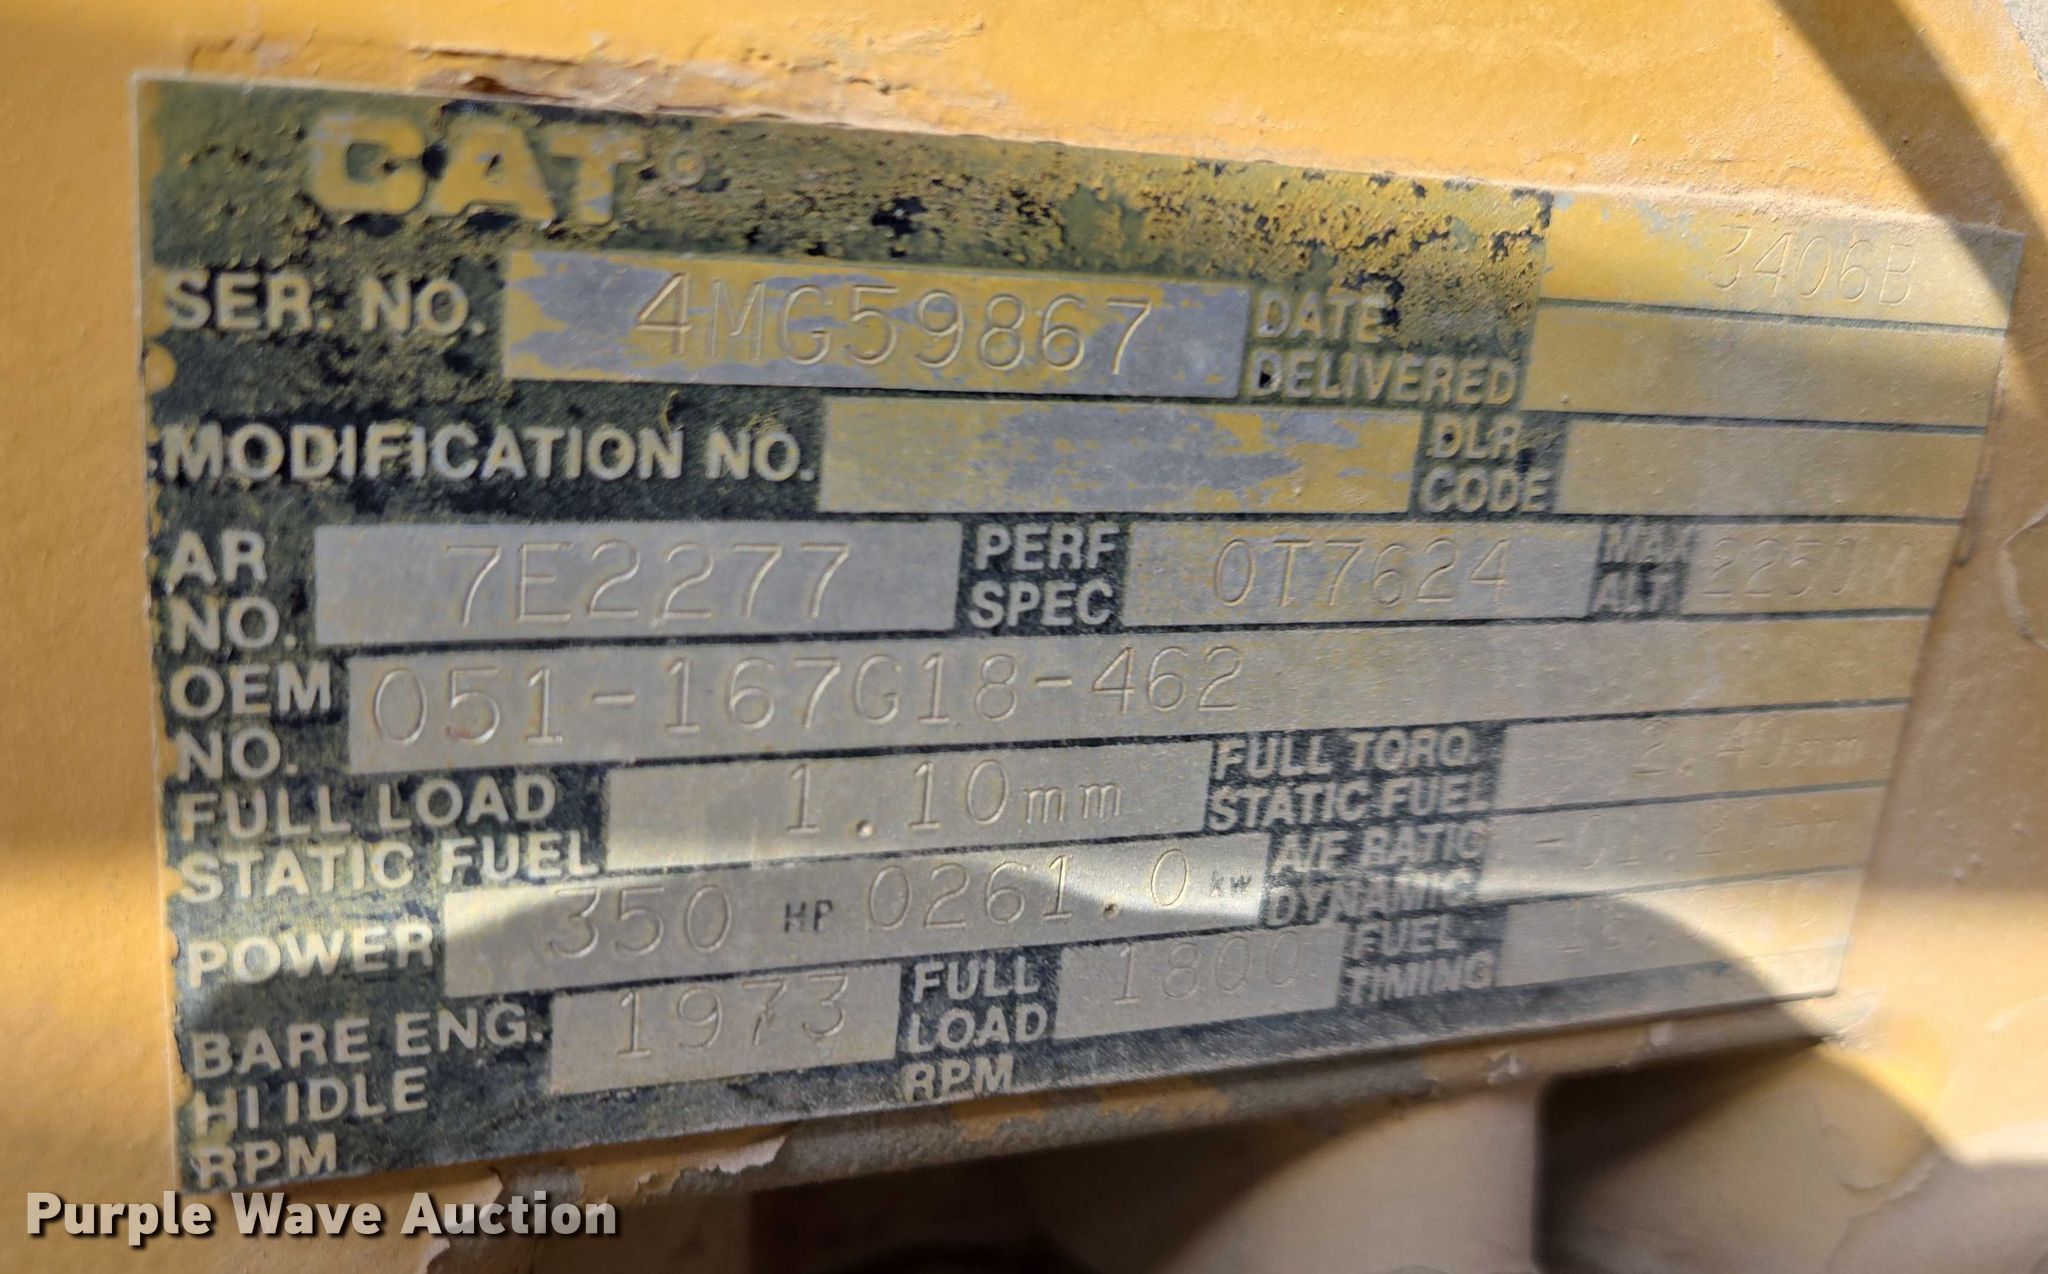 CAT®
3406B
SER. NO. 4MG59867 DATE DELIVERED
MODIFICATION NO. DLR CODE
AR NO. 7E2277 PERF SPEC 0T7624 MAX ALT 2250M
OEM NO. 051-167G18-462
FULL LOAD STATIC FUEL 1.10mm FULL TORQ. STATIC FUEL 2.40mm
POWER 350 HP 0261.0 kW A/F RATIO DYNAMIC
BARE ENG. HI IDLE RPM 1973 FULL LOAD RPM 1800 FUEL TIMING
Purple Wave Auction